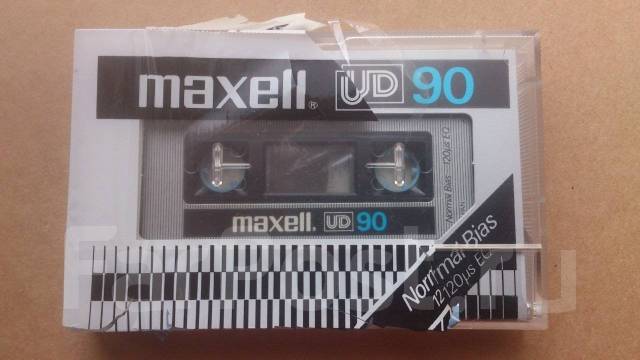 maxell® UD 90
Normal Bias 120μs EQ
maxell® UD 90
Normal Bias
120μs EQ